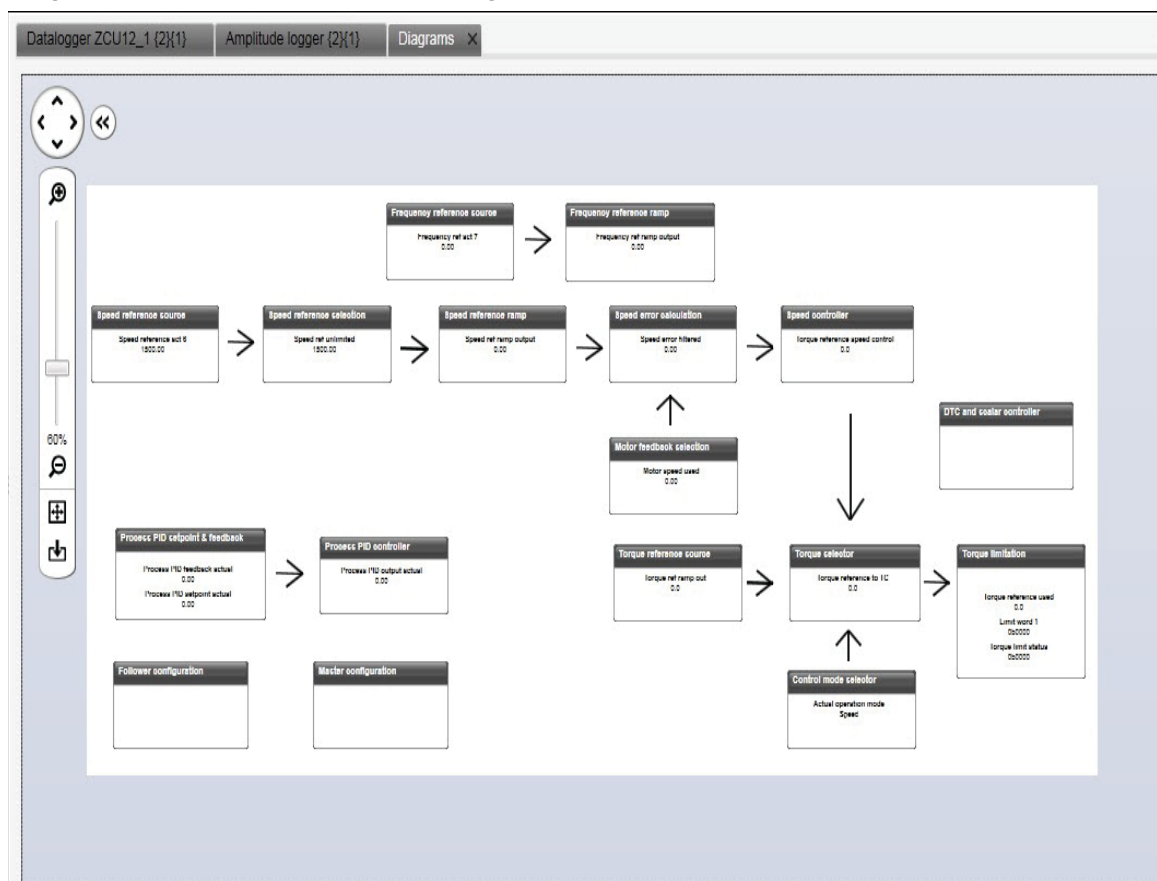 Datalogger ZCU12_1 {2}{1}
Amplitude logger {2}{1}
Diagrams
Frequency reference source
Frequency ref act 7
0.00
Frequency reference ramp
Frequency ref ramp output
0.00
Speed reference source
Speed reference act 6
1500.00
Speed reference selection
Speed ref unlimited
1500.00
Speed reference ramp
Speed ref ramp output
0.00
Speed error calculation
Speed error filtered
0.00
Speed controller
Torque reference speed control
0.0
DTC and scalar controller
60%
Motor feedback selection
Motor speed used
0.00
Process PID setpoint & feedback
Process PID feedback actual
0.00
Process PID setpoint actual
0.00
Process PID controller
Process PID output actual
0.00
Torque reference source
Torque ref ramp out
0.0
Torque selector
Torque reference to TC
0.0
Torque limitation
Torque reference used
0.0
Limit word 1
0b0000
Torque limit status
0b0000
Follower configuration
Master configuration
Control mode selector
Actual operation mode
Speed